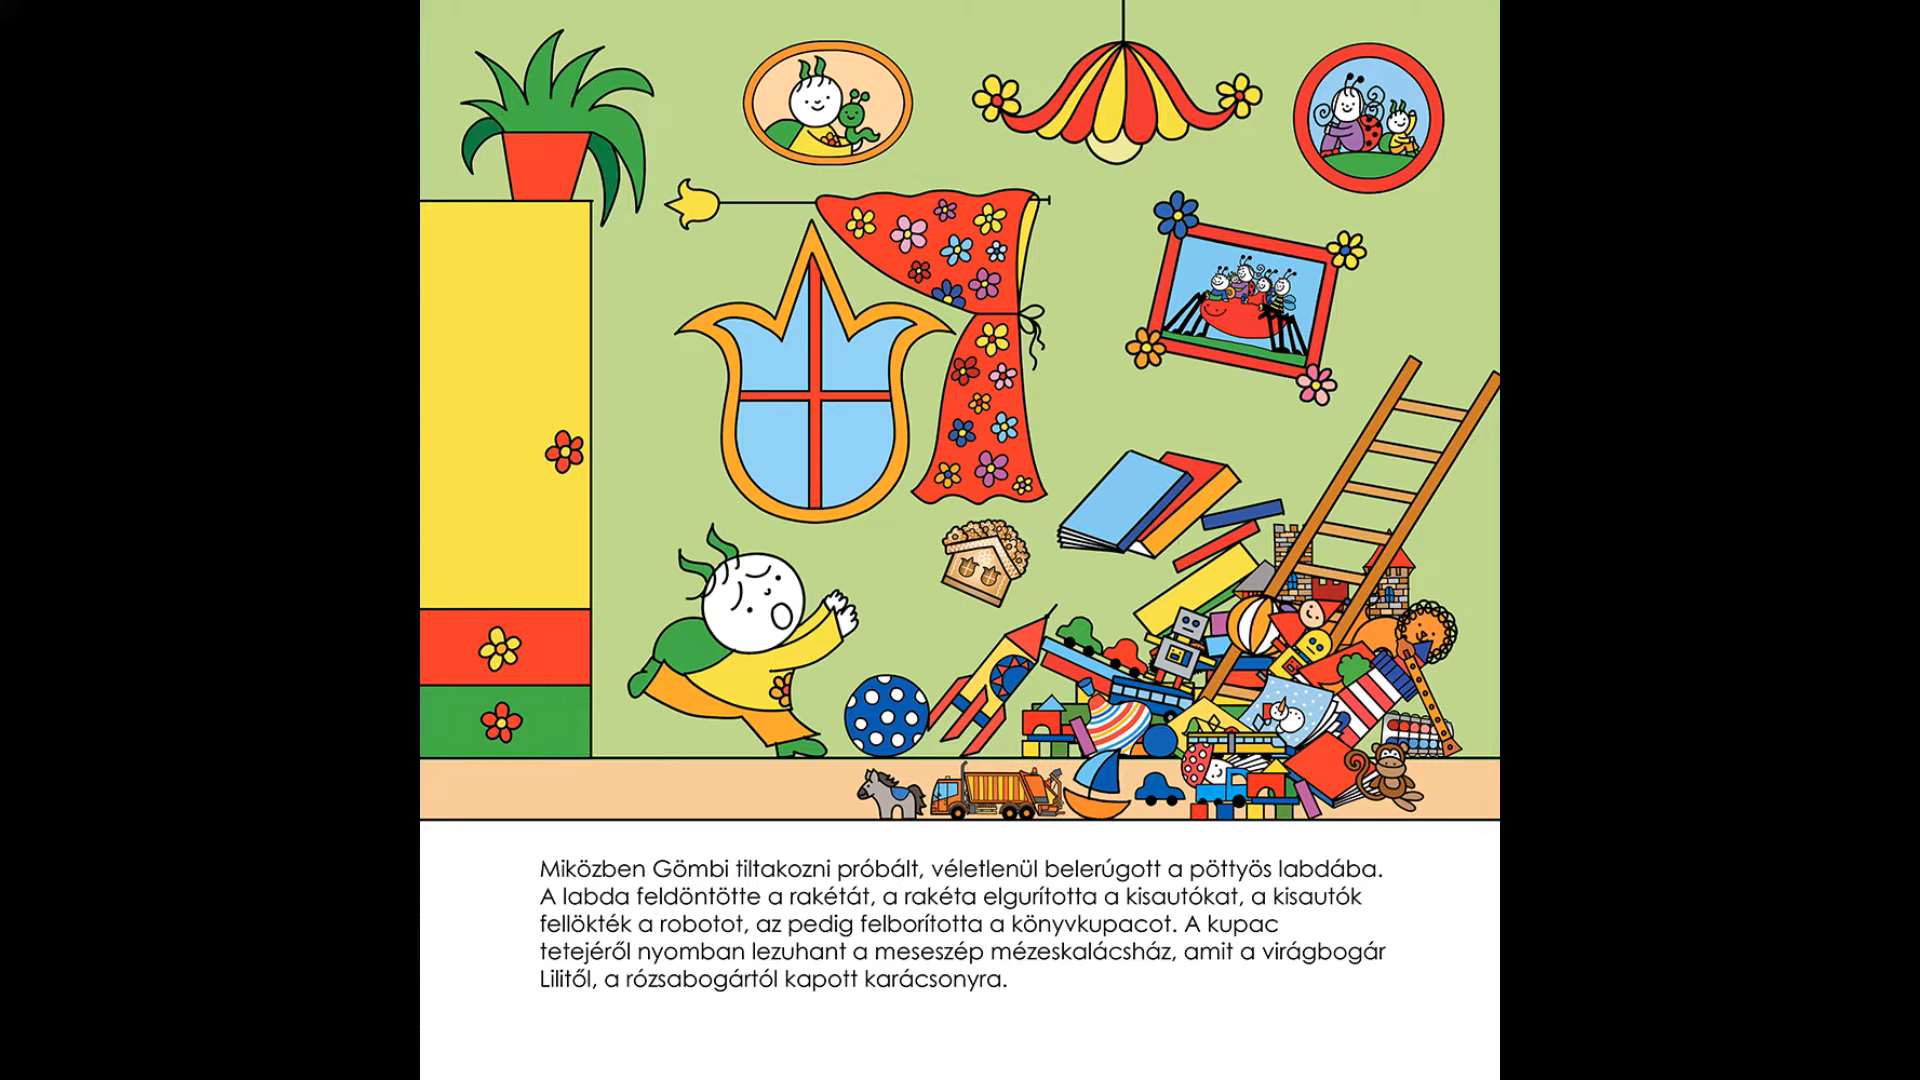 Miközben Gömbi tiltakozni próbált, véletlenül belerúgott a pöttyös labdába.
A labda feldöntötte a rakétát, a rakéta elgurította a kisautókat, a kisautók
fellökték a robotot, az pedig felborította a könyvkupacot. A kupac
tetejéről nyomban lezuhant a meseszép mézeskalácsház, amit a virágbogár
Lilitől, a rózsabogártól kapott karácsonyra.